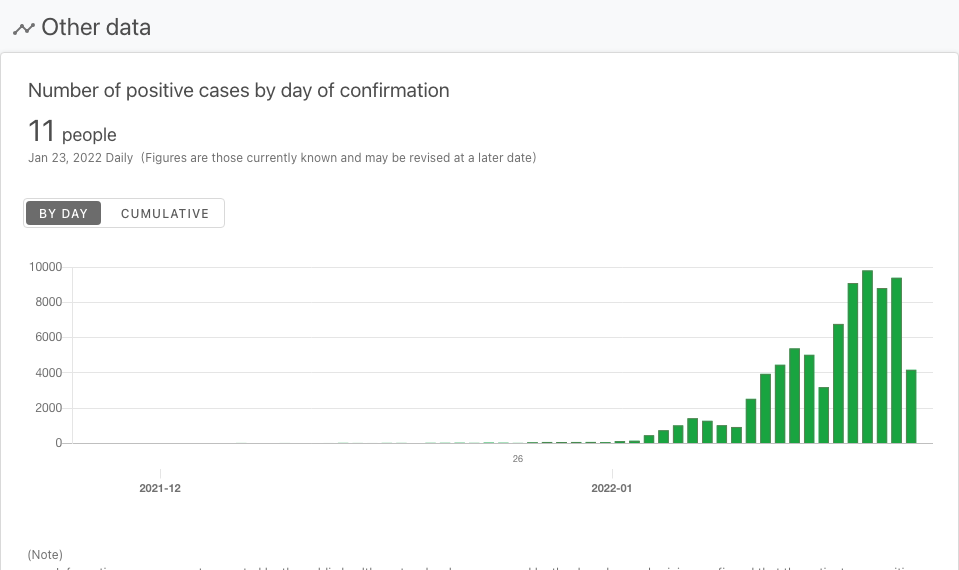 Other data
Number of positive cases by day of confirmation
11 people
Jan 23, 2022 Daily (Figures are those currently known and may be revised at a later date)
BY DAY CUMULATIVE
10000
8000
6000
4000
2000
0
26
2021-12 2022-01
(Note)